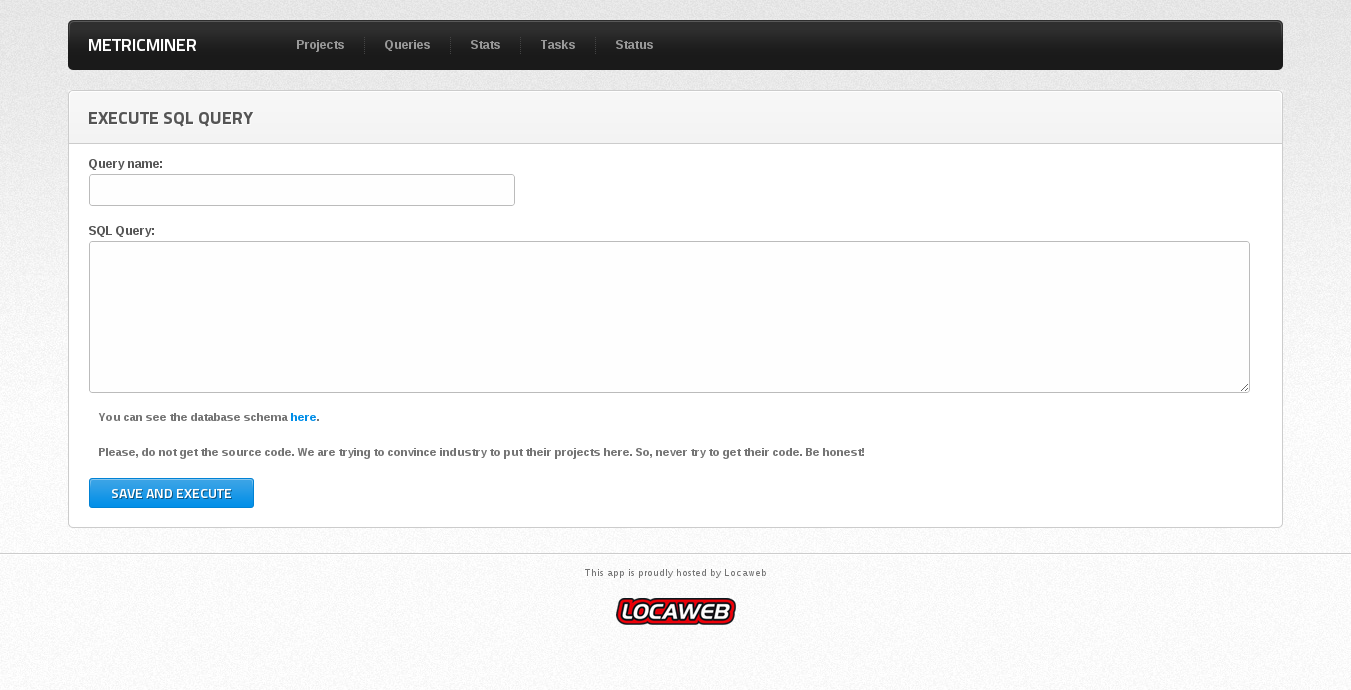 METRICMINER
Projects
Queries
Stats
Tasks
Status
EXECUTE SQL QUERY
Query name:
SQL Query:
You can see the database schema here.
Please, do not get the source code. We are trying to convince industry to put their projects here. So, never try to get their code. Be honest!
SAVE AND EXECUTE
This app is proudly hosted by Locaweb
LOCAWEB